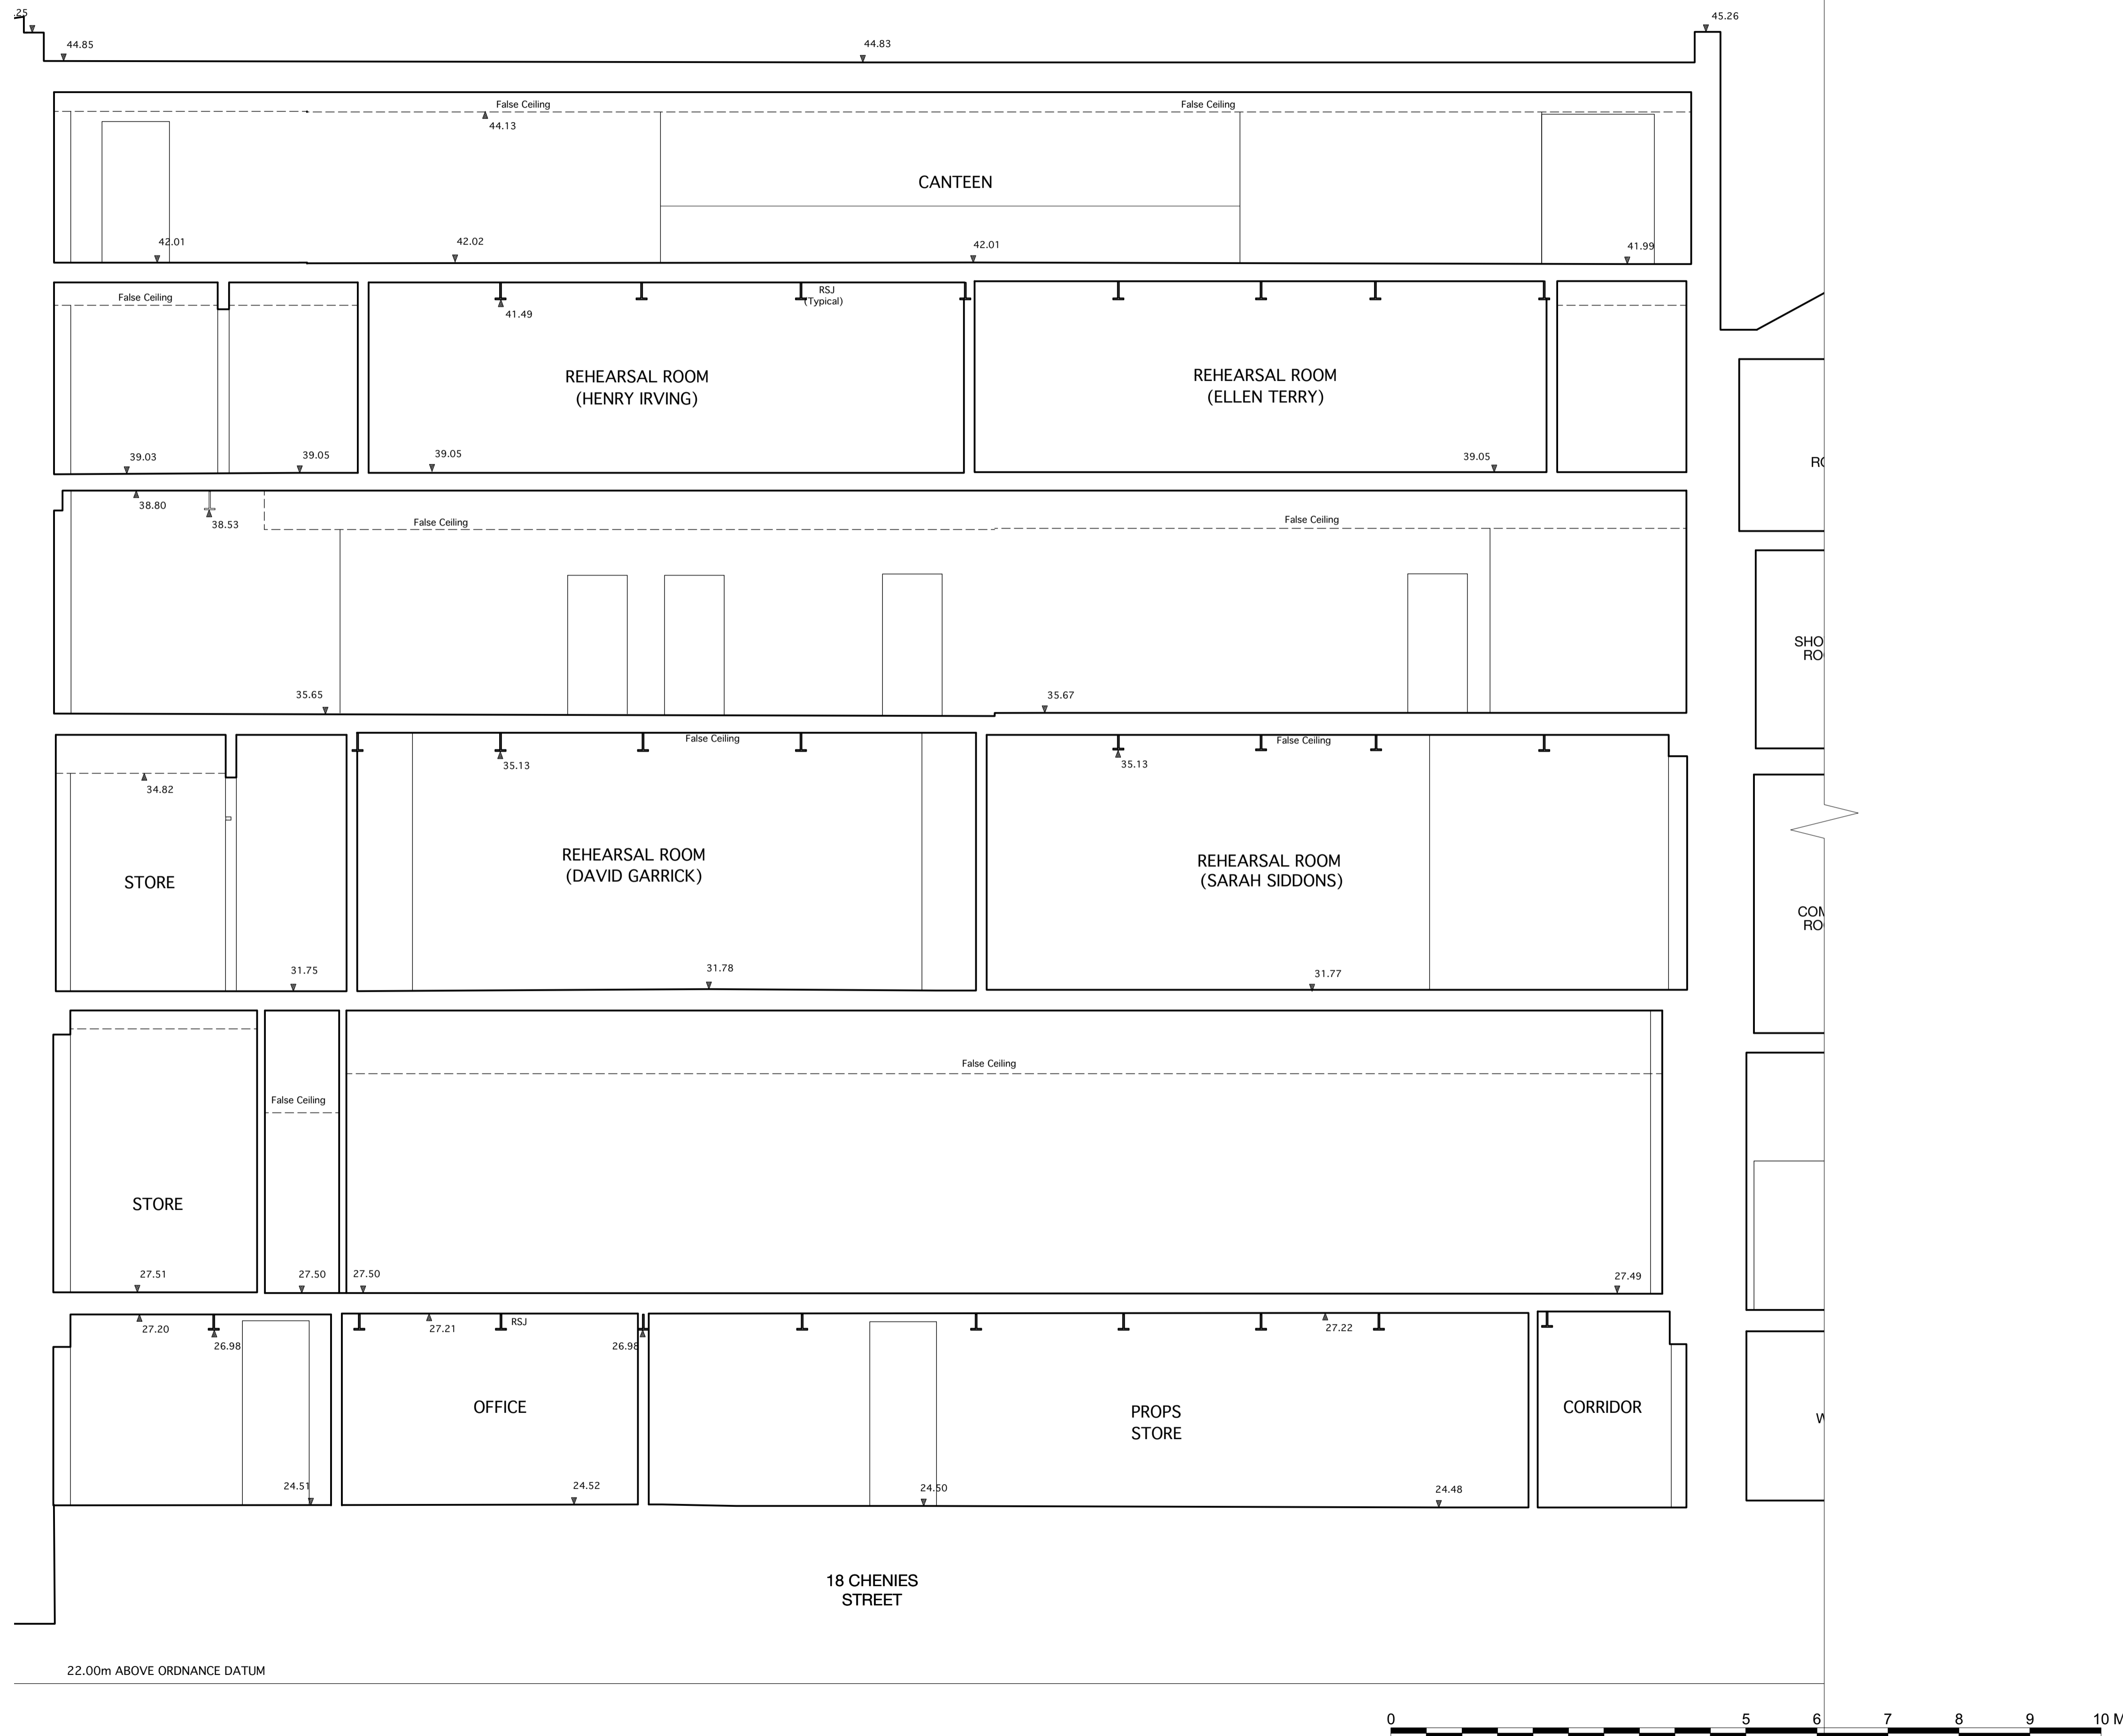 .25
45.26
44.85
44.83
False Ceiling
False Ceiling
44.13
CANTEEN
42.01
42.02
42.01
41.99
False Ceiling
RSJ
(Typical)
41.49
REHEARSAL ROOM
(HENRY IRVING)
REHEARSAL ROOM
(ELLEN TERRY)
39.03
39.05
39.05
39.05
RO
38.80
38.53
False Ceiling
False Ceiling
SHO
RO
35.65
35.67
False Ceiling
False Ceiling
35.13
35.13
34.82
STORE
REHEARSAL ROOM
(DAVID GARRICK)
REHEARSAL ROOM
(SARAH SIDDONS)
COM
RO
31.75
31.78
31.77
False Ceiling
False Ceiling
STORE
27.51
27.50
27.50
27.49
27.20
26.98
27.21
RSJ
26.98
27.22
OFFICE
PROPS
STORE
CORRIDOR
24.51
24.52
24.50
24.48
18 CHENIES
STREET
22.00m ABOVE ORDNANCE DATUM
0 5 6 7 8 9 10 M